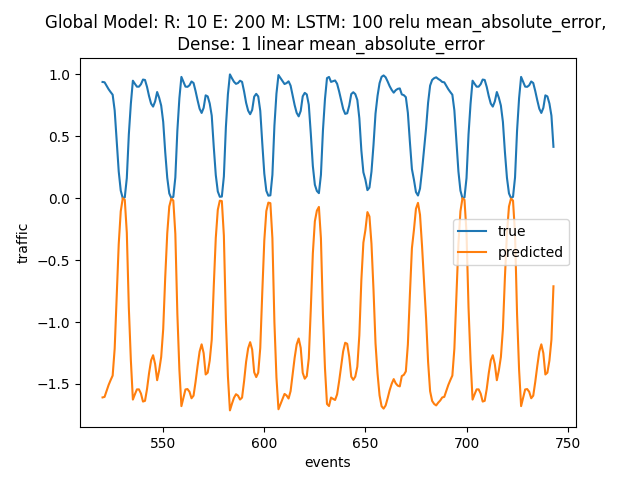 Global Model: R: 10 E: 200 M: LSTM: 100 relu mean_absolute_error,
Dense: 1 linear mean_absolute_error
1.0
0.5
0.0
−0.5
−1.0
−1.5
traffic
true
predicted
550
600
650
700
750
events